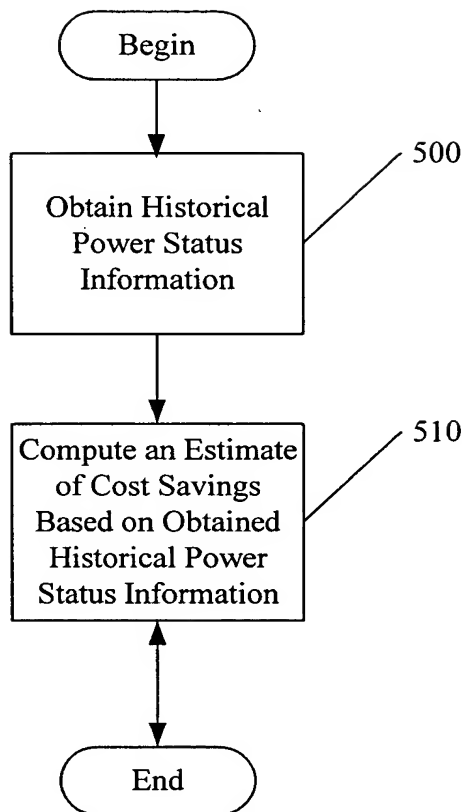 Begin
500
Obtain Historical
Power Status
Information
510
Compute an Estimate
of Cost Savings
Based on Obtained
Historical Power
Status Information
End